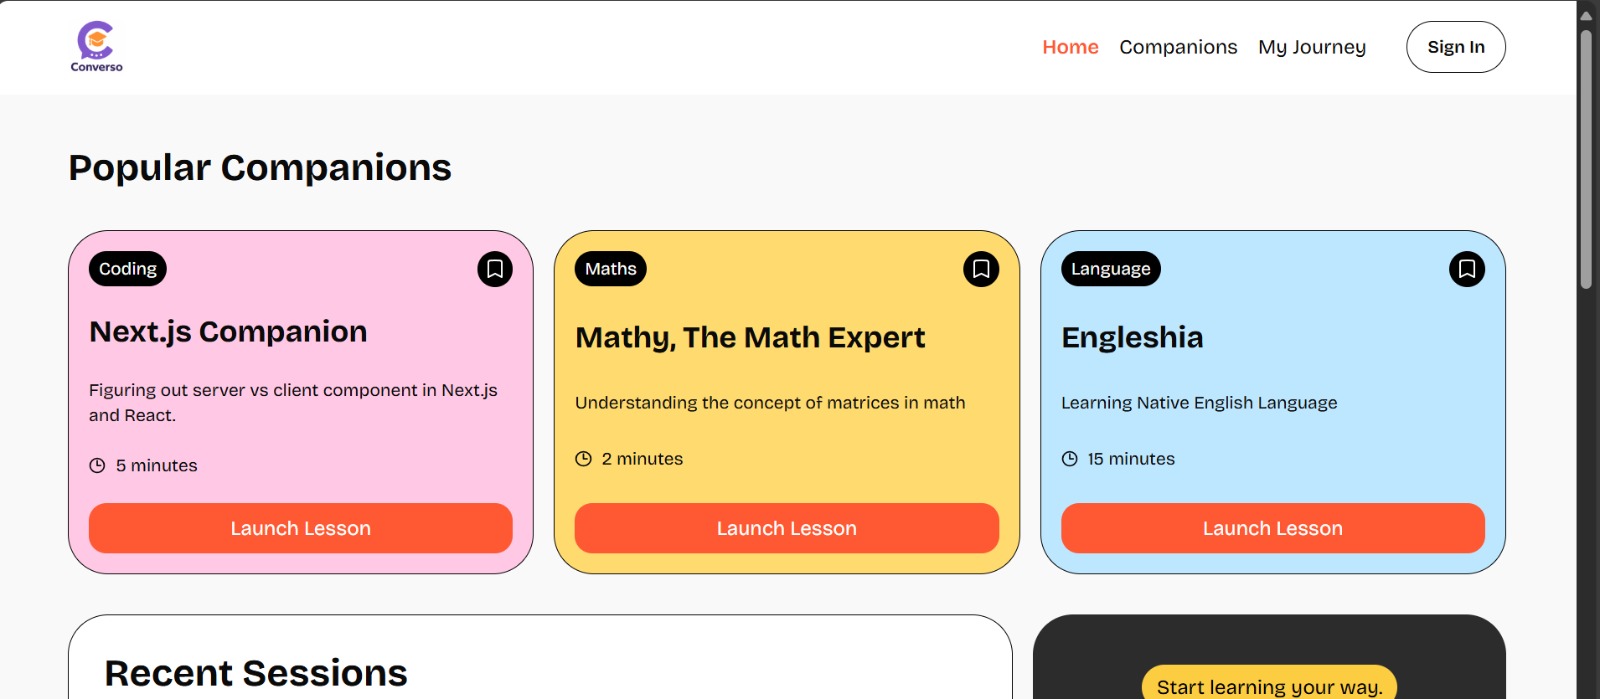 Converso
Home Companions My Journey Sign In
Popular Companions
Coding
Next.js Companion
Figuring out server vs client component in Next.js
and React.
5 minutes
Launch Lesson
Maths
Mathy, The Math Expert
Understanding the concept of matrices in math
2 minutes
Launch Lesson
Language
Engleshia
Learning Native English Language
15 minutes
Launch Lesson
Recent Sessions
Start learning your way.